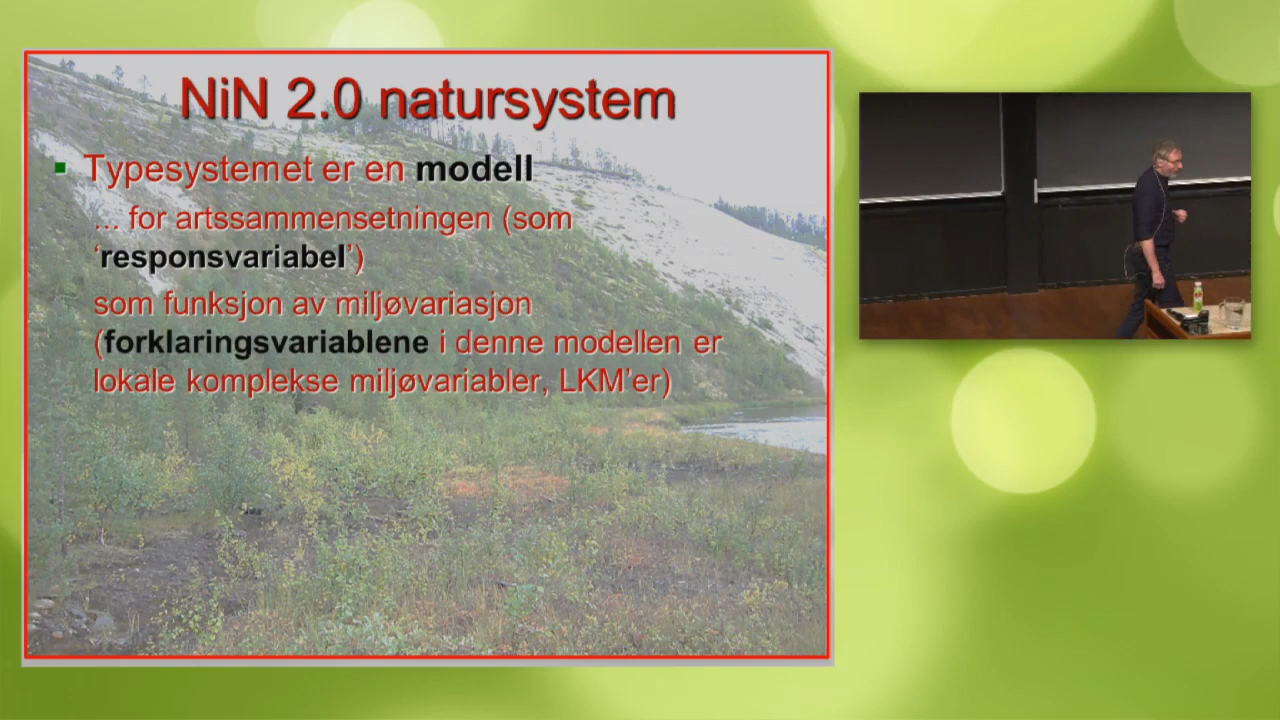 NiN 2.0 natursystem
Typesystemet er en modell
... for artssammensetningen (som
‘responsvariabel’)
som funksjon av miljøvariasjon
(forklaringsvariablene i denne modellen er
lokale komplekse miljøvariabler, LKM’er)